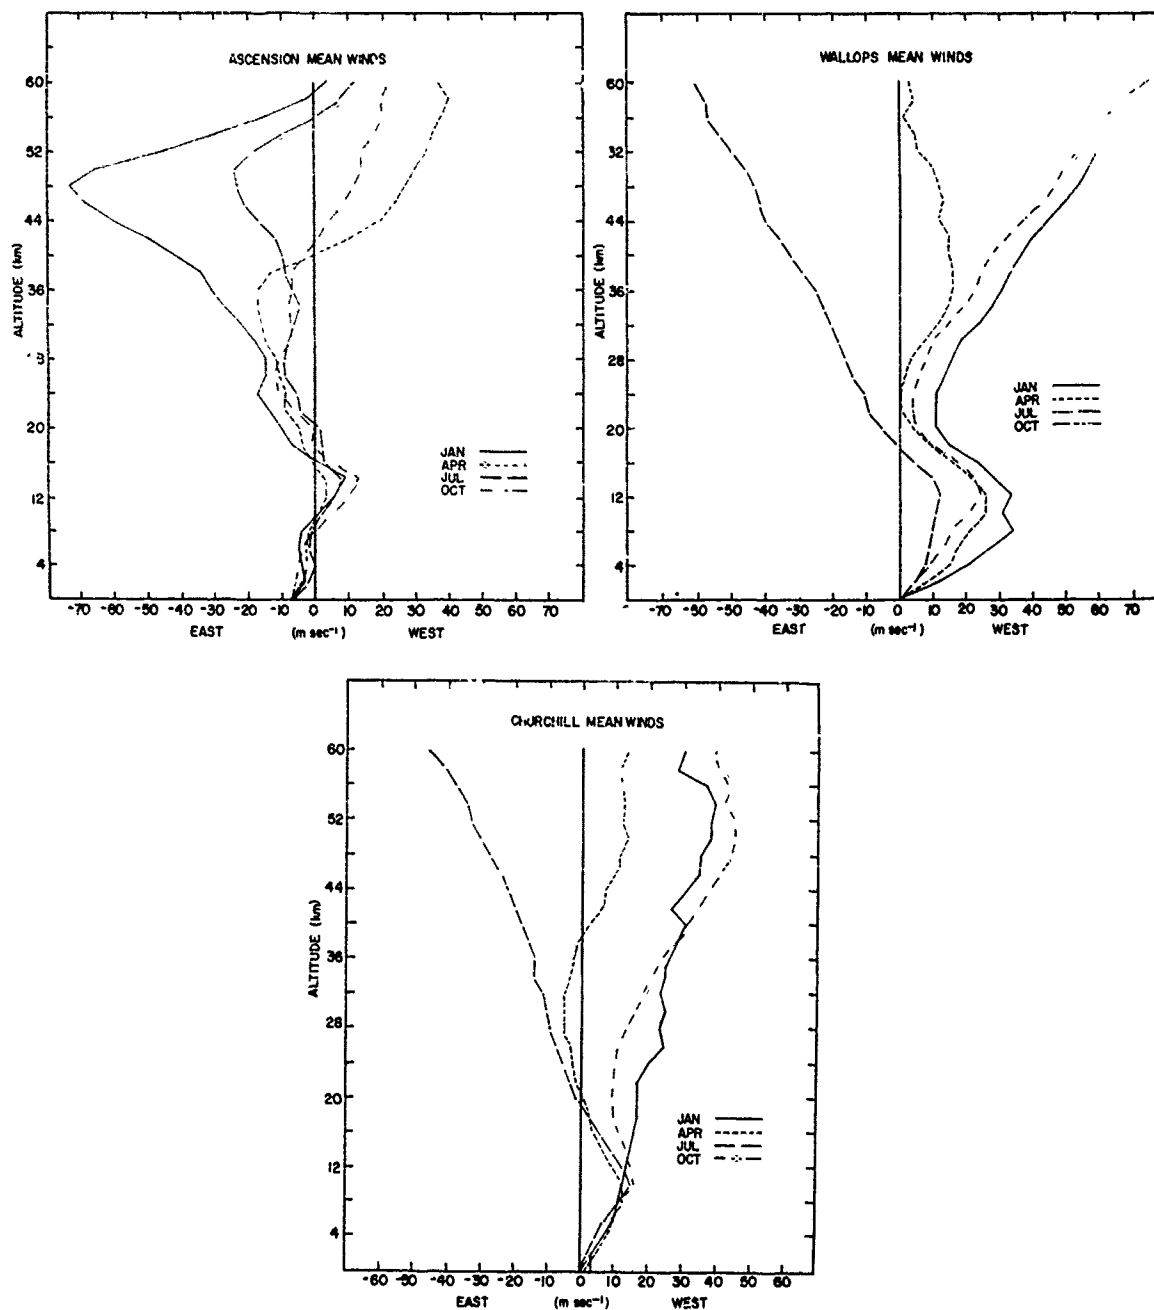 ASCENSION MEAN WINDS
60
52
44
36
28
20
12
4
ALTITUDE (km)
JAN
APR
JUL
OCT
-70 -60 -50 -40 -30 -20 -10 0 10 20 30 40 50 60 70
EAST (m sec⁻¹) WEST
WALLOPS MEAN WINDS
60
52
44
36
28
20
12
4
ALTITUDE (km)
JAN
APR
JUL
OCT
-70 -60 -50 -40 -30 -20 -10 0 10 20 30 40 50 60 70
EAST (m sec⁻¹) WEST
CHURCHILL MEAN WINDS
60
52
44
36
28
20
12
4
ALTITUDE (km)
JAN
APR
JUL
OCT
-60 -50 -40 -30 -20 -10 0 10 20 30 40 50 60
EAST (m sec⁻¹) WEST